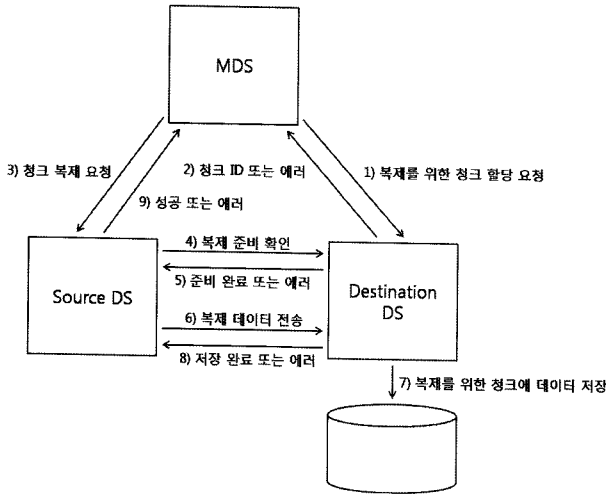 MDS
3) 청크 복제 요청
2) 청크 ID 또는 에러
1) 복제를 위한 청크 할당 요청
9) 성공 또는 에러
4) 복제 준비 확인
Source DS
5) 준비 완료 또는 에러
Destination
DS
6) 복제 데이터 전송
8) 저장 완료 또는 에러
7) 복제를 위한 청크에 데이터 저장